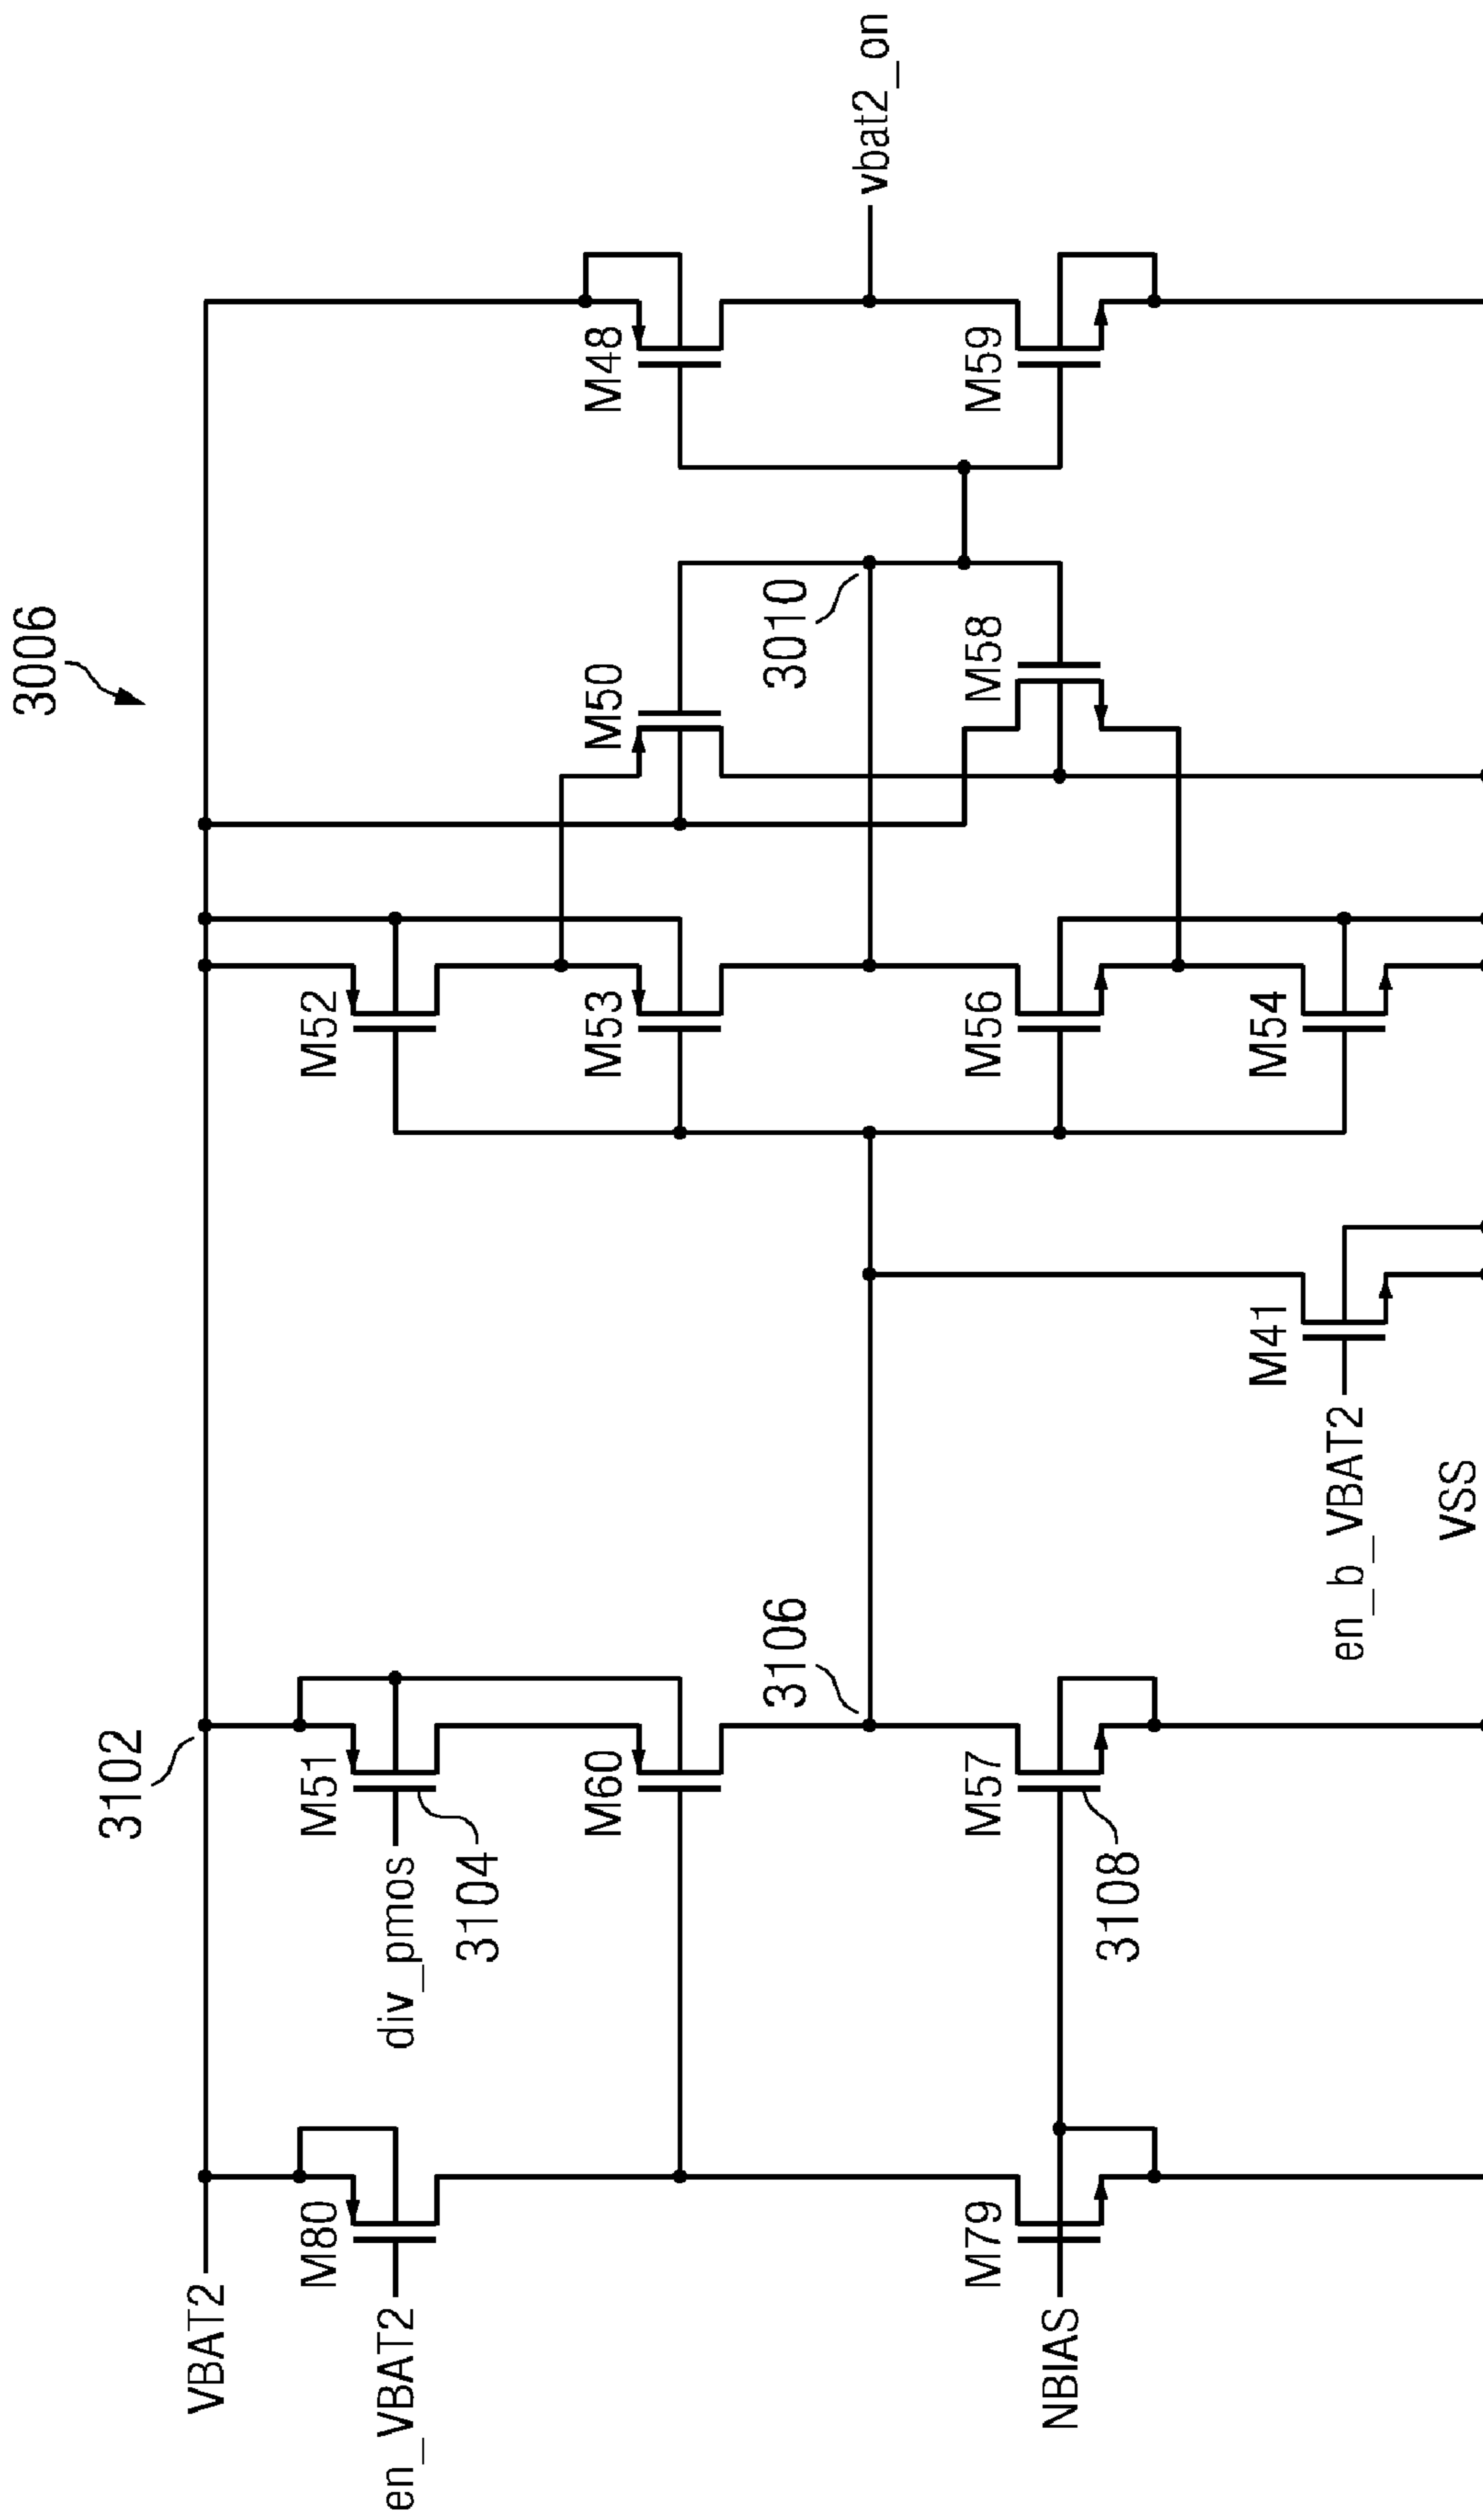 3006
VBAT2
3102
M80
en_VBAT2
M51
div_pmos
3104
M60
M52
M53
M50
M48
3106
3010
vbat2_on
M79
NBIAS
M57
3108
M56
M58
M59
M41
en_b_VBAT2
M54
VSS